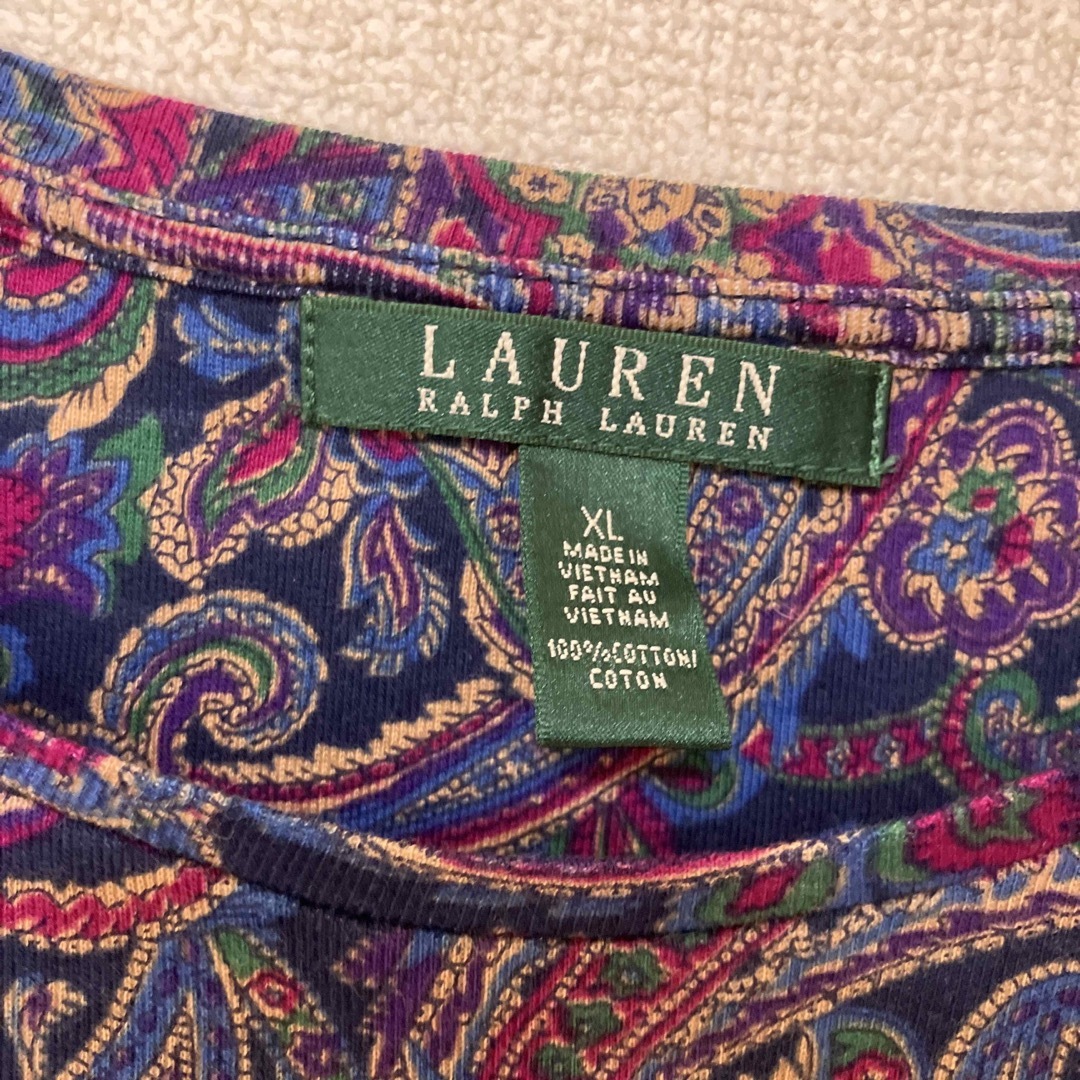 LAUREN
RALPH LAUREN
XL
MADE IN
VIETNAM
FAIT AU
VIETNAM
100%COTTON/
COTON